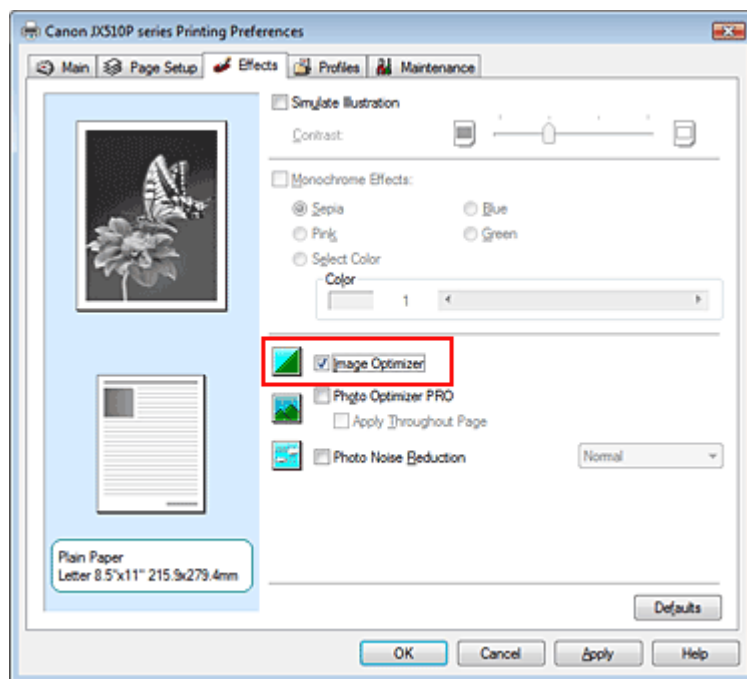 Canon JX510P series Printing Preferences
Main Page Setup Effects Profiles Maintenance
Simulate Illustration
Contrast:
Monochrome Effects:
Sepia Blue
Pink Green
Select Color
Color
1
Image Optimizer
Photo Optimizer PRO
Apply Throughout Page
Photo Noise Reduction Normal
Plain Paper
Letter 8.5"x11" 215.9x279.4mm
Defaults
OK Cancel Apply Help